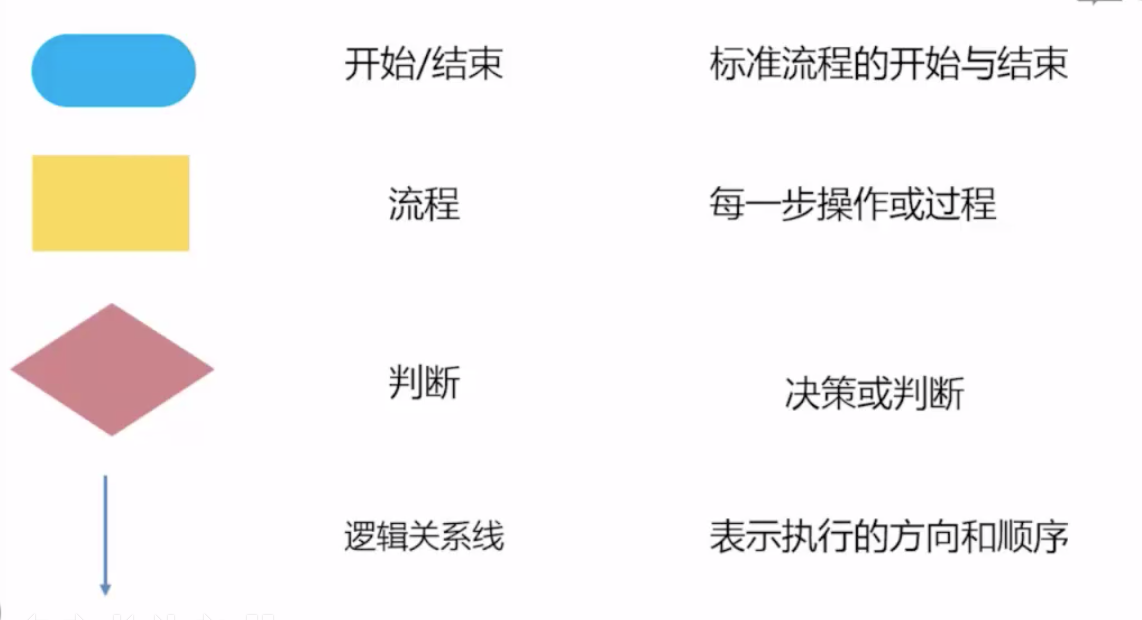 开始/结束 标准流程的开始与结束
流程 每一步操作或过程
判断 决策或判断
逻辑关系线 表示执行的方向和顺序